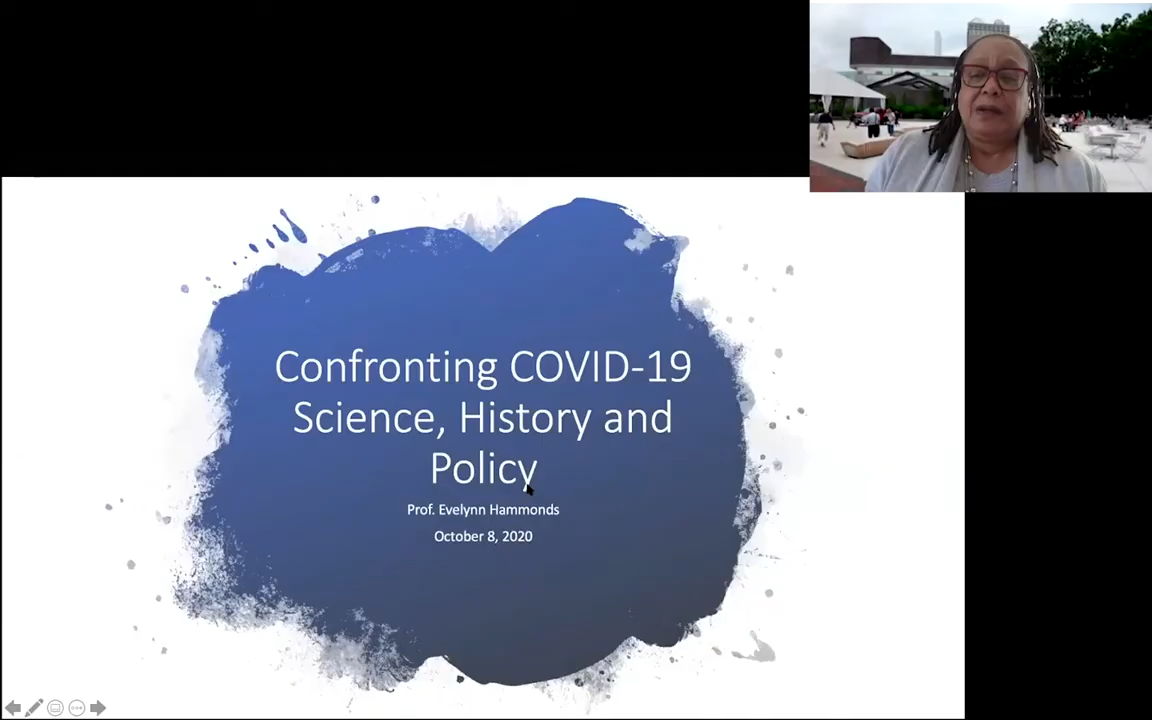 Confronting COVID-19
Science, History and
Policy
Prof. Evelynn Hammonds
October 8, 2020